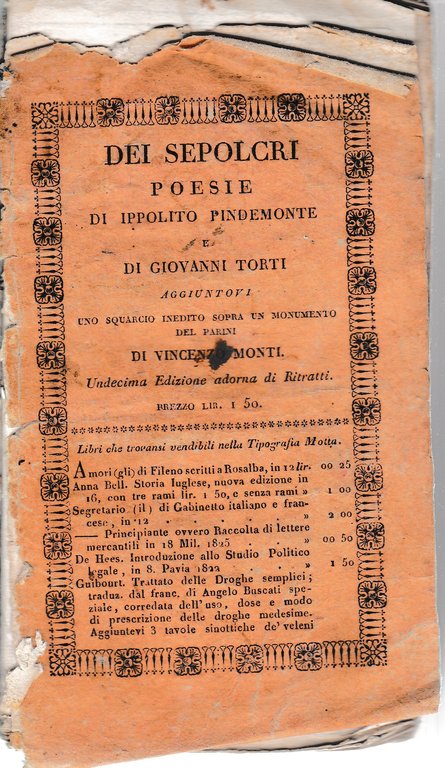 DEI SEPOLCRI
POESIE
DI IPPOLITO PINDEMONTE
E
DI GIOVANNI TORTI
AGGIUNTOVI
UNO SQUARCIO INEDITO SOPRA UN MONUMENTO
DEL PARINI
DI VINCENZO MONTI.
Undecima Edizione adorna di Ritratti.
PREZZO LIR. 1 50.
Libri che trovansi vendibili nella Tipografia Motta.
Amori (gli) di Fileno scritti a Rosalba, in 12 lir. 00 25
Anna Bell. Storia Inglese, nuova edizione in
16, con tre rami lir. 1 50, e senza rami » 1 00
Segretario (il) di Gabinetto italiano e fran-
cese, in 12 » 2 00
—— Principiante ovvero Raccolta di lettere
mercantili in 18 Mil. 1825 » 00 50
De Hees. Introduzione allo Studio Politico
legale, in 8. Pavia 1822 » 1 50
Guibourt. Trattato delle Droghe semplici;
traduz. dal franc. di Angelo Buscati spe-
ziale, corredata dell'uso, dose e modo
di prescrizione delle droghe medesime.
Aggiuntevi 3 tavole sinottiche de' veleni